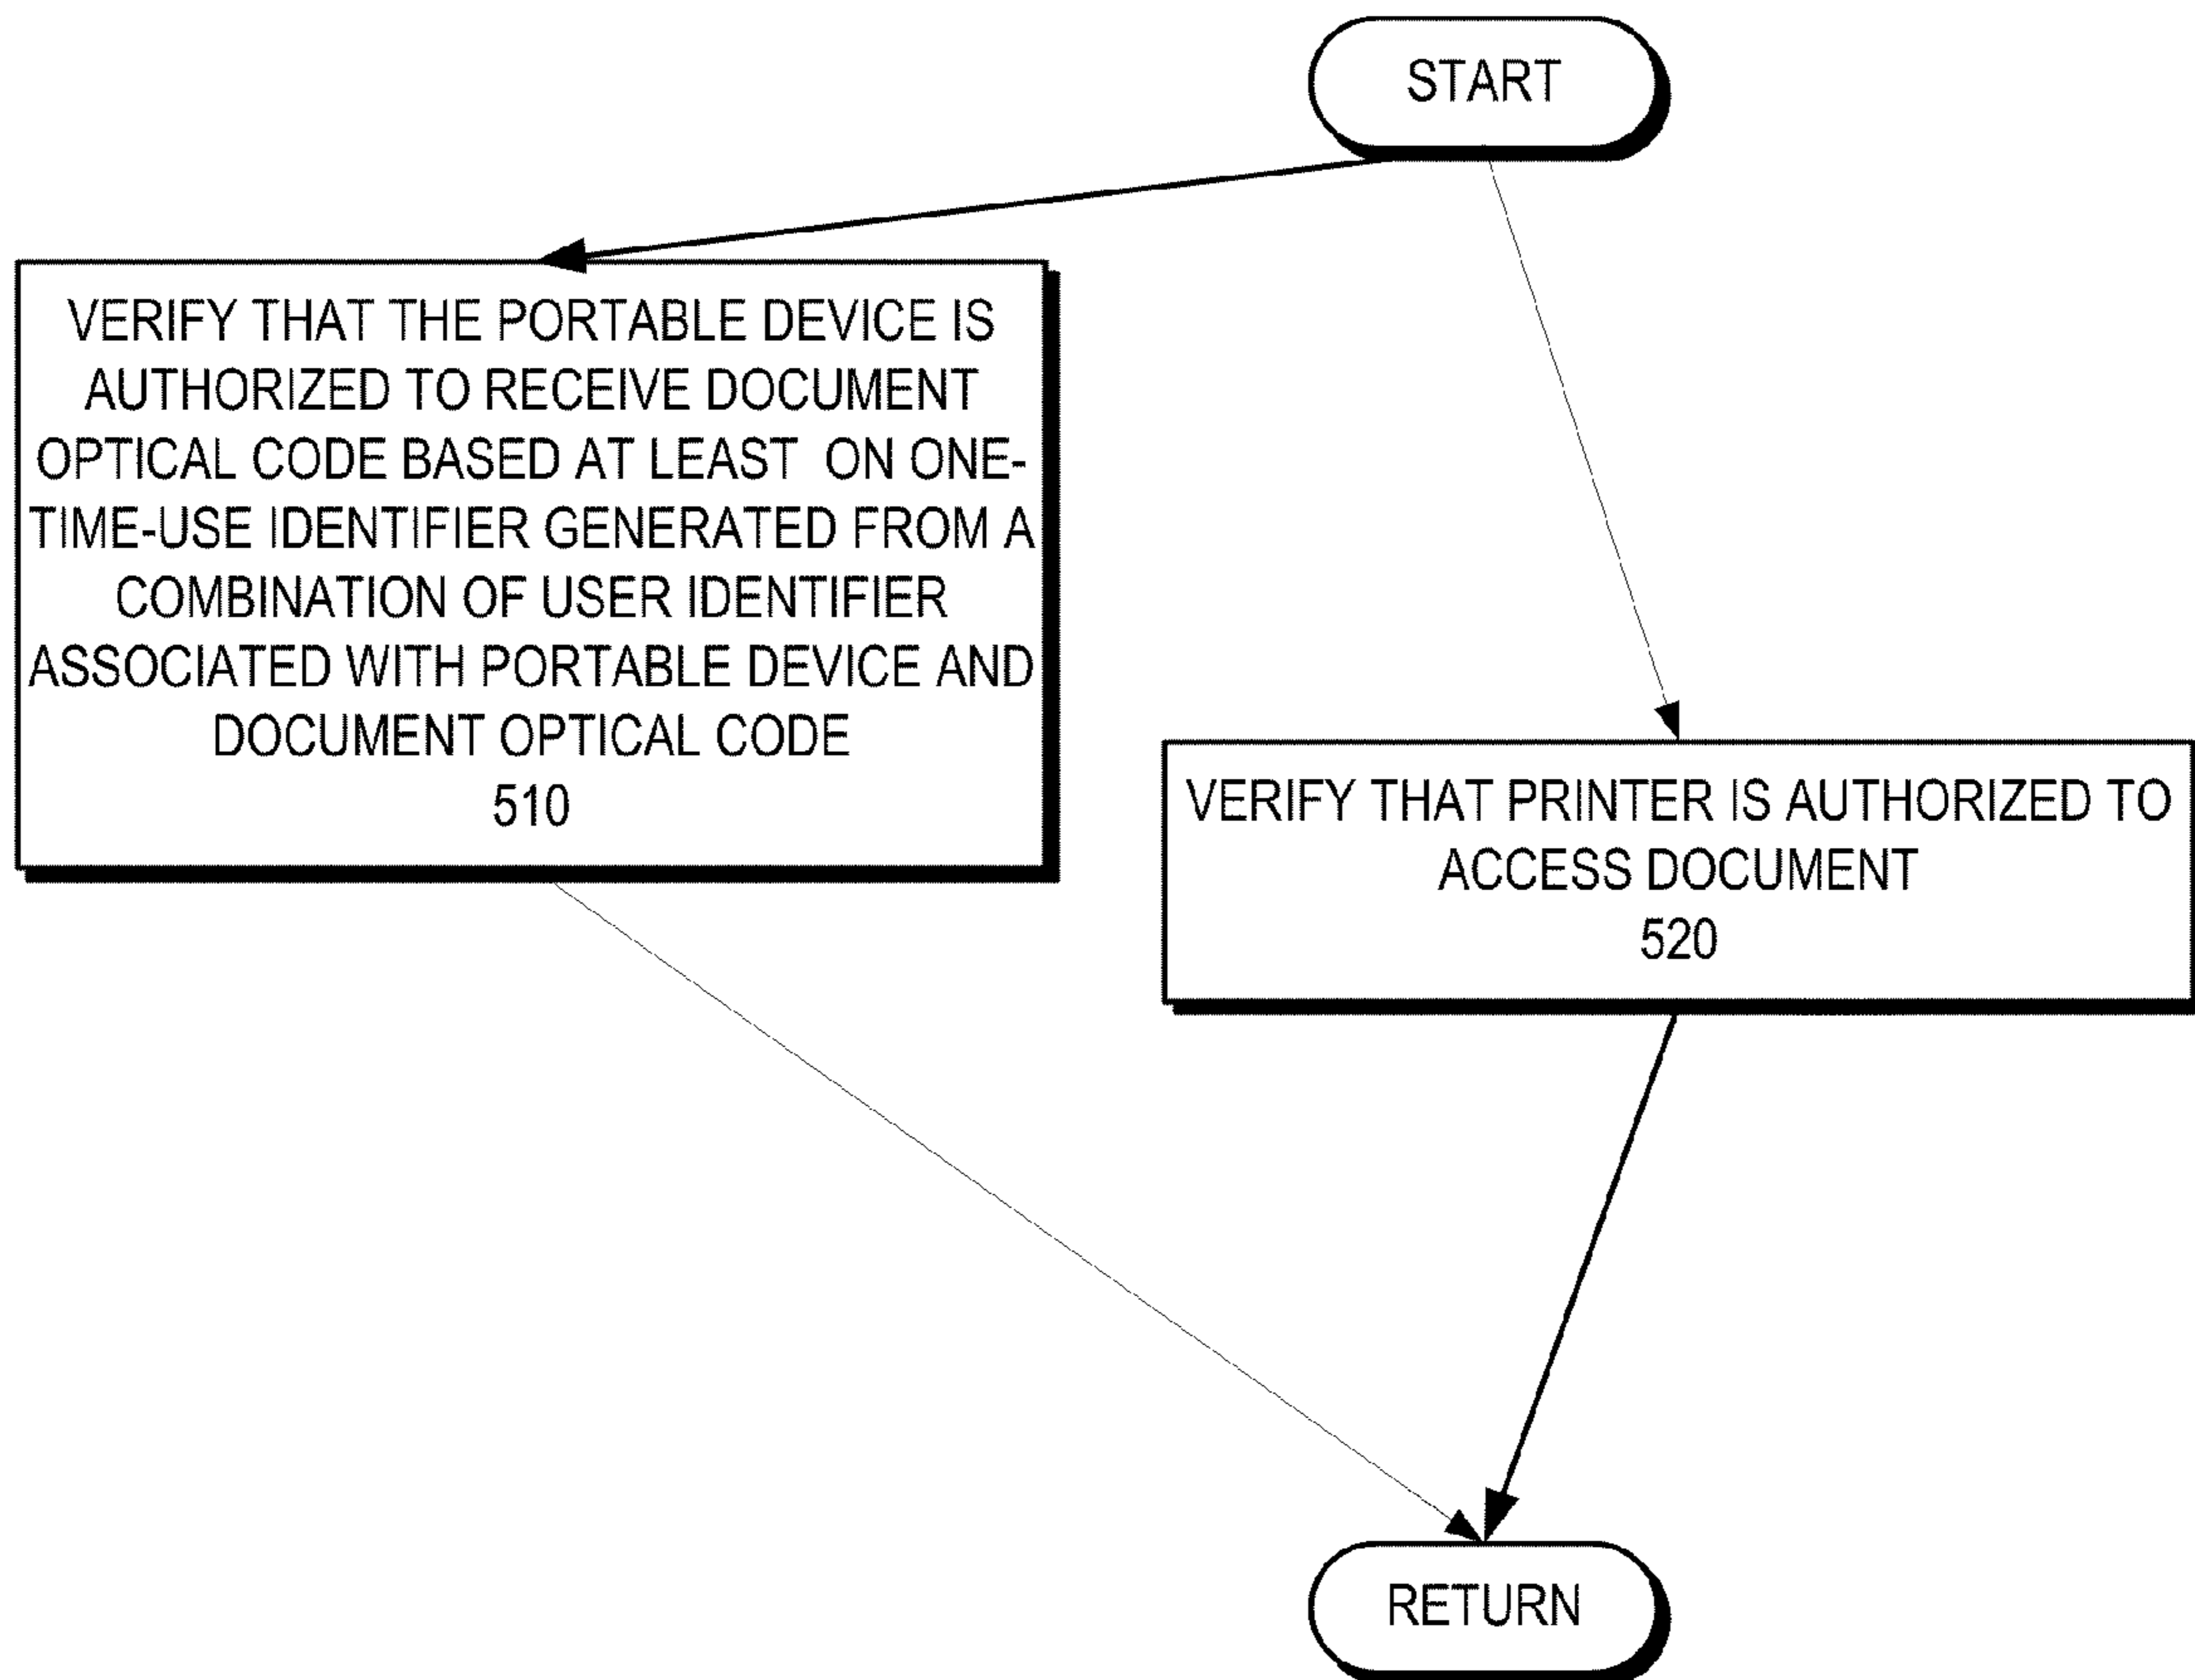 START
VERIFY THAT THE PORTABLE DEVICE IS
AUTHORIZED TO RECEIVE DOCUMENT
OPTICAL CODE BASED AT LEAST ON ONE-
TIME-USE IDENTIFIER GENERATED FROM A
COMBINATION OF USER IDENTIFIER
ASSOCIATED WITH PORTABLE DEVICE AND
DOCUMENT OPTICAL CODE
510
VERIFY THAT PRINTER IS AUTHORIZED TO
ACCESS DOCUMENT
520
RETURN